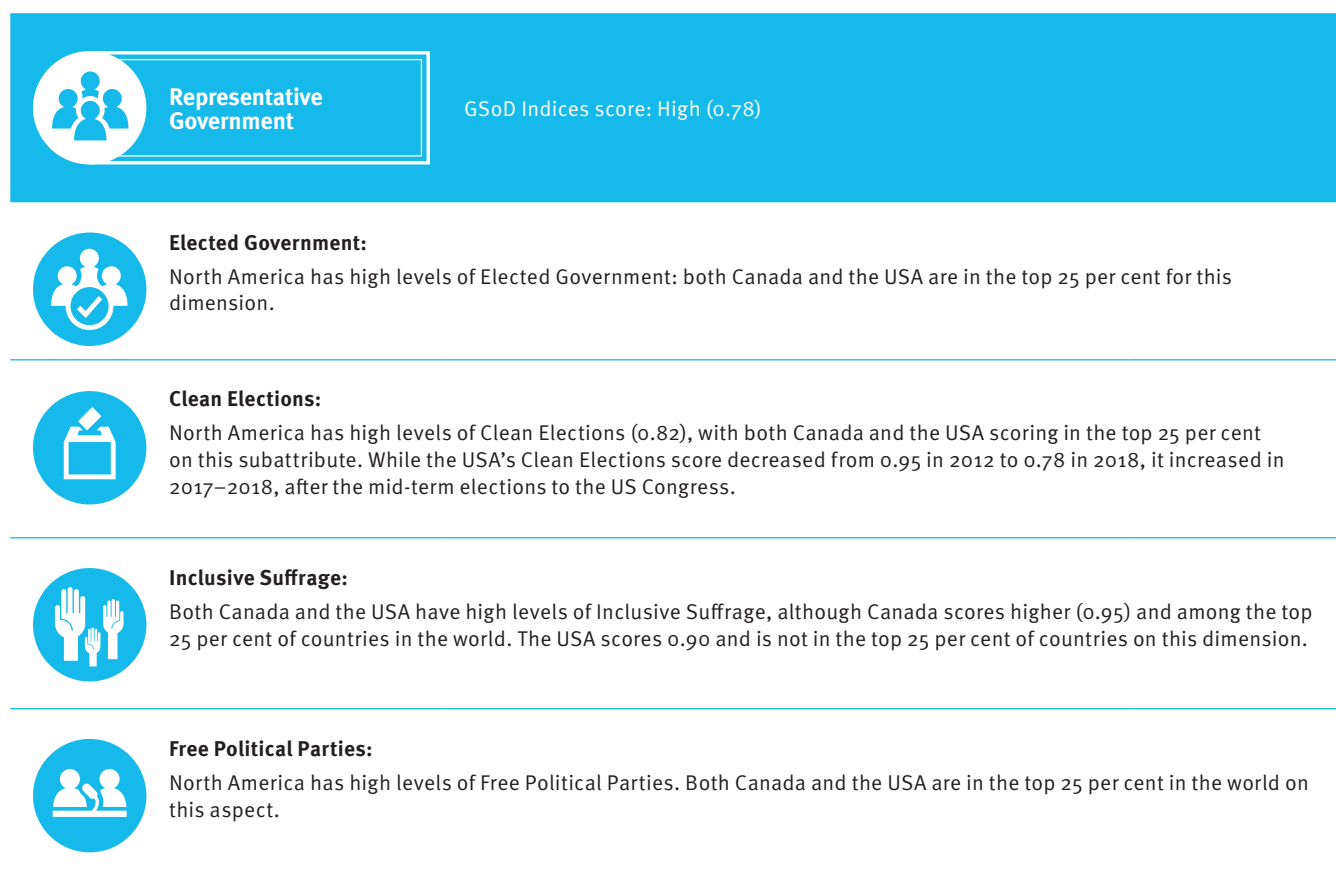 Representative
Government
GSoD Indices score: High (0.78)
Elected Government:
North America has high levels of Elected Government: both Canada and the USA are in the top 25 per cent for this
dimension.
Clean Elections:
North America has high levels of Clean Elections (0.82), with both Canada and the USA scoring in the top 25 per cent
on this subattribute. While the USA’s Clean Elections score decreased from 0.95 in 2012 to 0.78 in 2018, it increased in
2017–2018, after the mid-term elections to the US Congress.
Inclusive Suffrage:
Both Canada and the USA have high levels of Inclusive Suffrage, although Canada scores higher (0.95) and among the top
25 per cent of countries in the world. The USA scores 0.90 and is not in the top 25 per cent of countries on this dimension.
Free Political Parties:
North America has high levels of Free Political Parties. Both Canada and the USA are in the top 25 per cent in the world on
this aspect.